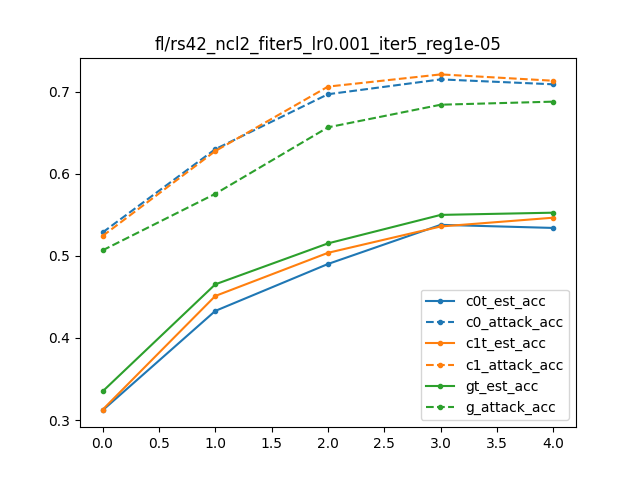 fl/rs42_ncl2_fiter5_lr0.001_iter5_reg1e-05
0.7
0.6
0.5
0.4
0.3
c0t_est_acc
c0_attack_acc
c1t_est_acc
c1_attack_acc
gt_est_acc
g_attack_acc
0.0 0.5 1.0 1.5 2.0 2.5 3.0 3.5 4.0